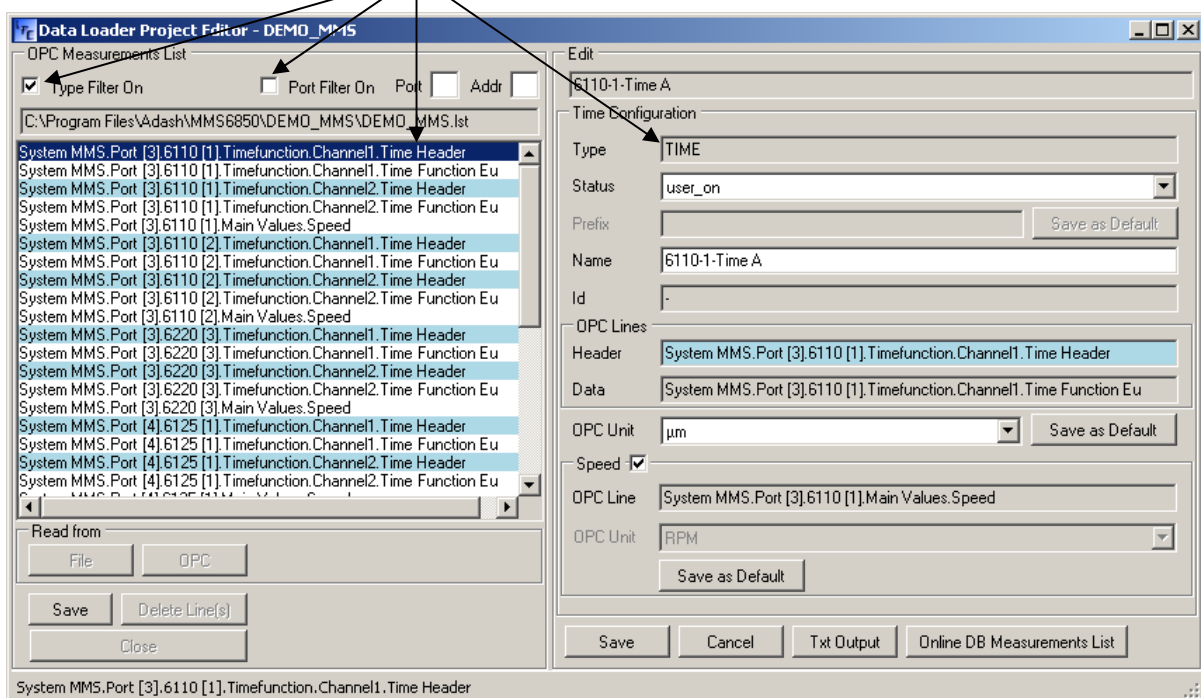 Data Loader Project Editor - DEMO_MMS
OPC Measurements List
Type Filter On
Port Filter On
Port
Addr
C:\Program Files\Adash\MMS6850\DEMO_MMS\DEMO_MMS.lst
System MMS.Port [3].6110 [1].Timefunction.Channel1.Time Header
System MMS.Port [3].6110 [1].Timefunction.Channel1.Time Function Eu
System MMS.Port [3].6110 [1].Timefunction.Channel2.Time Header
System MMS.Port [3].6110 [1].Timefunction.Channel2.Time Function Eu
System MMS.Port [3].6110 [1].Main Values.Speed
System MMS.Port [3].6110 [2].Timefunction.Channel1.Time Header
System MMS.Port [3].6110 [2].Timefunction.Channel1.Time Function Eu
System MMS.Port [3].6110 [2].Timefunction.Channel2.Time Header
System MMS.Port [3].6110 [2].Timefunction.Channel2.Time Function Eu
System MMS.Port [3].6110 [2].Main Values.Speed
System MMS.Port [3].6220 [3].Timefunction.Channel1.Time Header
System MMS.Port [3].6220 [3].Timefunction.Channel1.Time Function Eu
System MMS.Port [3].6220 [3].Timefunction.Channel2.Time Header
System MMS.Port [3].6220 [3].Timefunction.Channel2.Time Function Eu
System MMS.Port [3].6220 [3].Main Values.Speed
System MMS.Port [4].6125 [1].Timefunction.Channel1.Time Header
System MMS.Port [4].6125 [1].Timefunction.Channel1.Time Function Eu
System MMS.Port [4].6125 [1].Timefunction.Channel2.Time Header
System MMS.Port [4].6125 [1].Timefunction.Channel2.Time Function Eu
Read from
File
OPC
Save
Delete Line(s)
Close
Edit
6110-1-Time A
Time Configuration
Type
TIME
Status
user_on
Prefix
Save as Default
Name
6110-1-Time A
Id
-
OPC Lines
Header
System MMS.Port [3].6110 [1].Timefunction.Channel1.Time Header
Data
System MMS.Port [3].6110 [1].Timefunction.Channel1.Time Function Eu
OPC Unit
µm
Save as Default
Speed
OPC Line
System MMS.Port [3].6110 [1].Main Values.Speed
OPC Unit
RPM
Save as Default
Save
Cancel
Txt Output
Online DB Measurements List
System MMS.Port [3].6110 [1].Timefunction.Channel1.Time Header